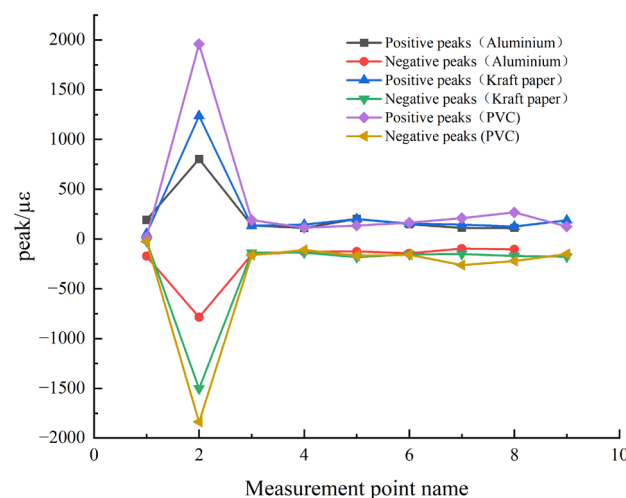 2000
1500
1000
500
0
−500
−1000
−1500
−2000
peak/με
Positive peaks（Aluminium）
Negative peaks（Aluminium）
Positive peaks（Kraft paper）
Negative peaks（Kraft paper）
Positive peaks（PVC)
Negative peaks (PVC)
0 2 4 6 8 10
Measurement point name